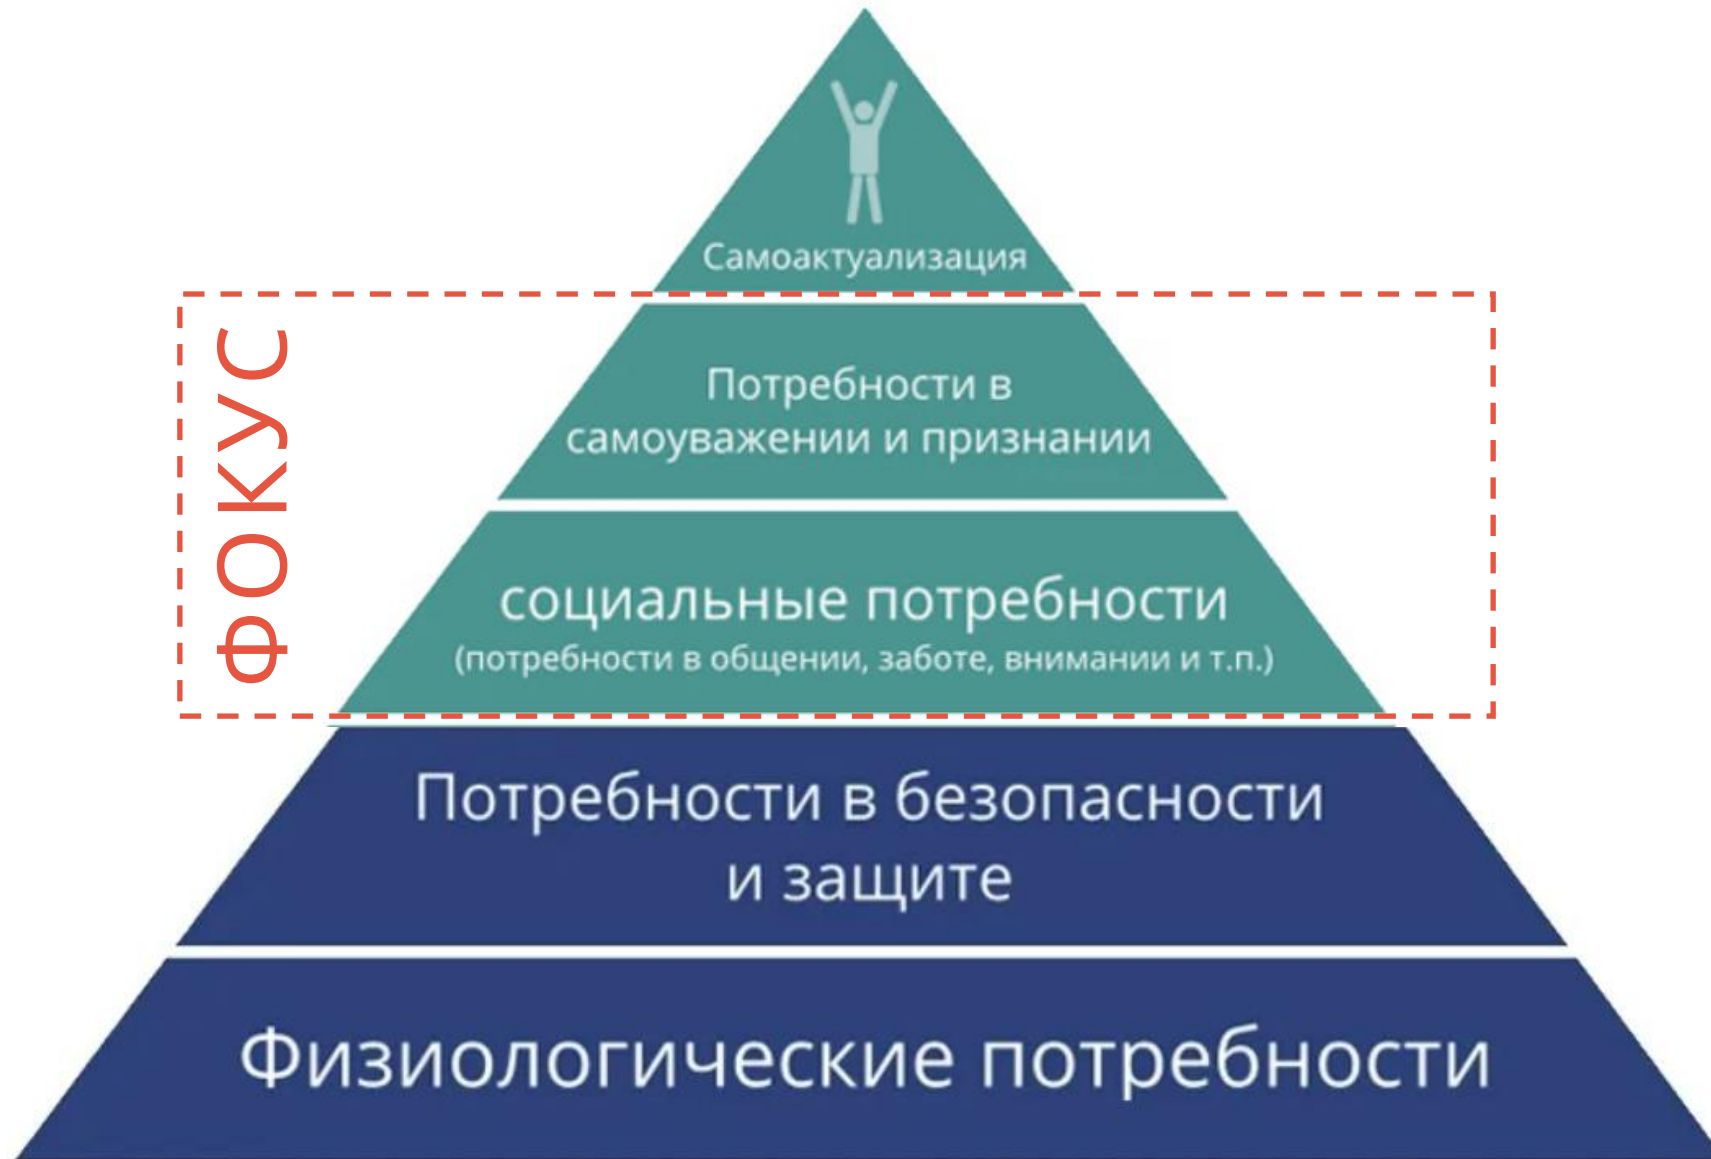 Самоактуализация
ФОКУС
Потребности в
самоуважении и признании
социальные потребности
(потребности в общении, заботе, внимании и т.п.)
Потребности в безопасности
и защите
Физиологические потребности